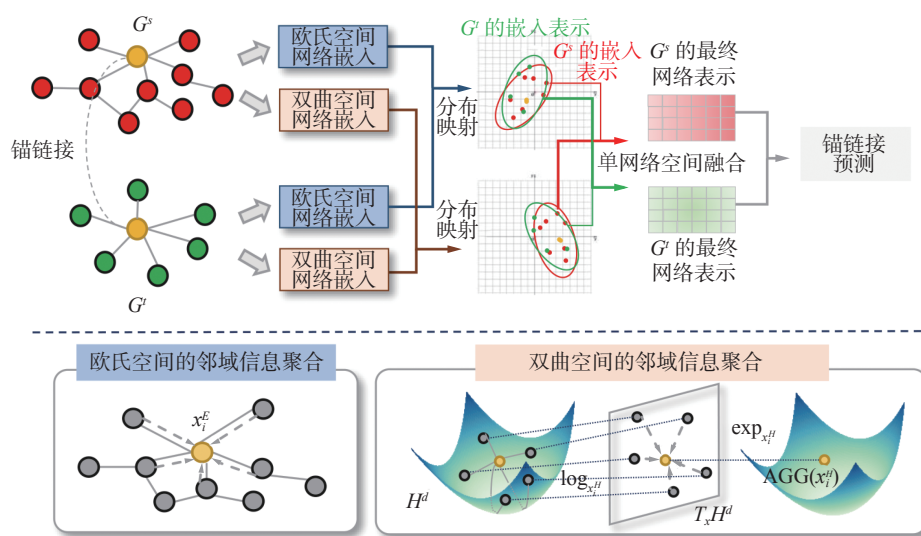 G^s
欧氏空间
网络嵌入
双曲空间
网络嵌入
锚链接
欧氏空间
网络嵌入
双曲空间
网络嵌入
G^t
分布
映射
分布
映射
G^t 的嵌入表示
G^s 的嵌入
表示
G^s 的最终
网络表示
单网络空间融合
G^t 的最终
网络表示
锚链接
预测
欧氏空间的邻域信息聚合
x_i^E
双曲空间的邻域信息聚合
H^d
log_{x_i^H}
T_xH^d
exp_{x_i^H}
AGG(x_i^H)